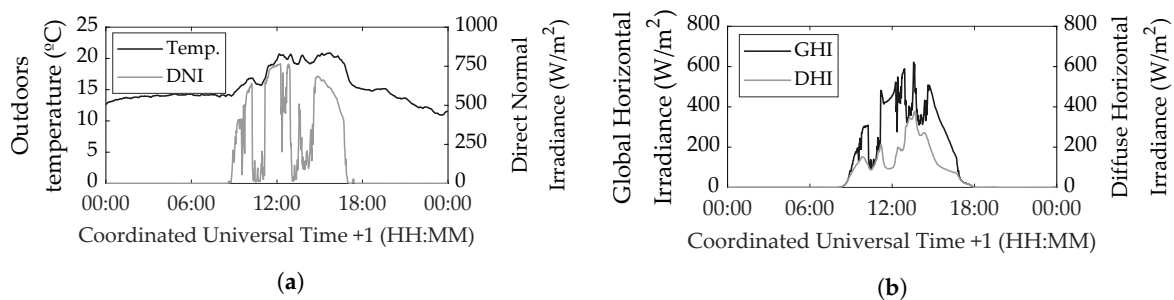 Outdoors
temperature (ºC)
25
20
15
10
5
0
Temp.
DNI
1000
750
500
250
0
Direct Normal
Irradiance (W/m²)
00:00 06:00 12:00 18:00 00:00
Coordinated Universal Time +1 (HH:MM)
(a)
Global Horizontal
Irradiance (W/m²)
800
600
400
200
0
GHI
DHI
800
600
400
200
0
Diffuse Horizontal
Irradiance (W/m²)
00:00 06:00 12:00 18:00 00:00
Coordinated Universal Time +1 (HH:MM)
(b)